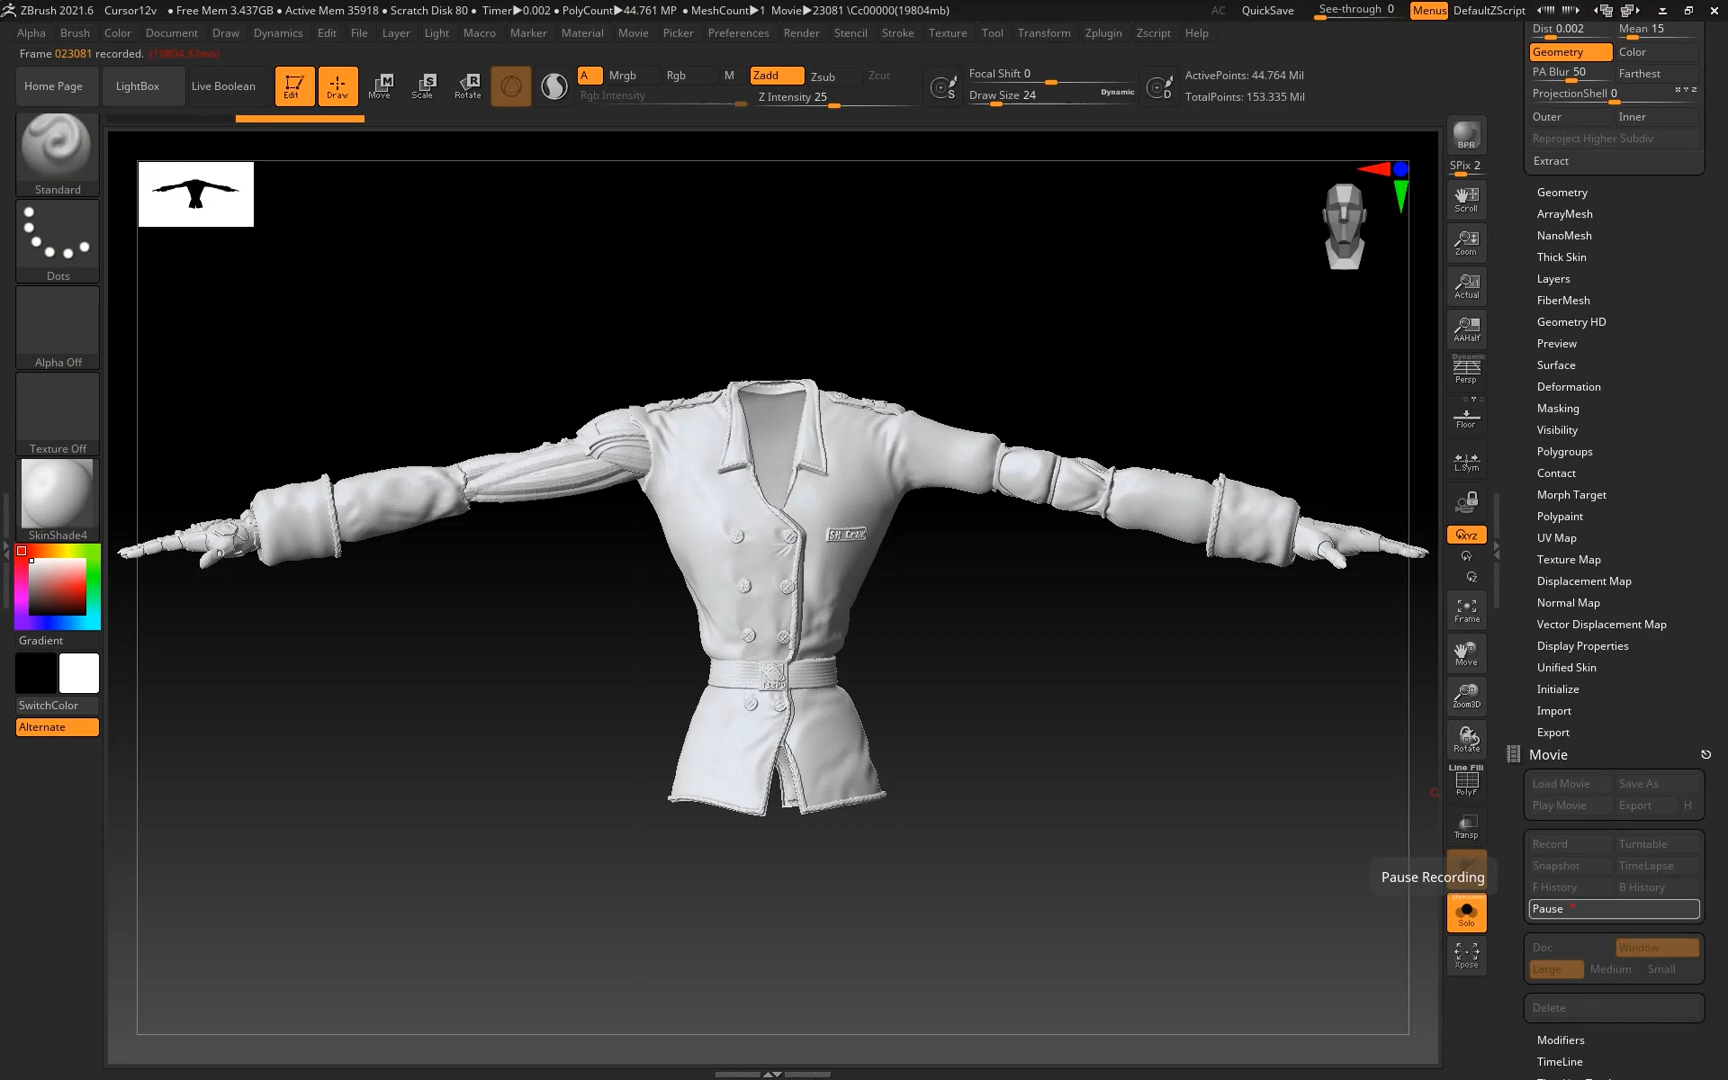 ZBrush 2021.6 Cursor12v • Free Mem 3.437GB • Active Mem 35918 • Scratch Disk 80 • Timer▶0.002 • PolyCount▶44.761 MP • MeshCount▶1 Movie▶23081 \Cc00000(19804mb) AC QuickSave See-through 0 Menus DefaultZScript
Alpha Brush Color Document Draw Dynamics Edit File Layer Light Macro Marker Material Movie Picker Preferences Render Stencil Stroke Texture Tool Transform Zplugin Zscript Help
Frame 023081 recorded. (19804.33mb)
Home Page LightBox Live Boolean Edit Draw Move Scale Rotate
A Mrgb Rgb M Zadd Zsub Zcut
Rgb Intensity Z Intensity 25
Focal Shift 0
Draw Size 24 Dynamic
S D
ActivePoints: 44.764 Mil
TotalPoints: 153.335 Mil
Standard
Dots
Alpha Off
Texture Off
SkinShade4
Gradient
SwitchColor
Alternate
BPR
SPix 2
Scroll
Zoom
Actual
AAHalf
Dynamic
Persp
Floor
L.Sym
XYZ
Y
Z
Frame
Move
Zoom3D
Rotate
Line Fill
PolyF
Transp
Pause Recording
Dynamic
Solo
Xpose
Dist 0.002 Mean 15
Geometry Color
PA Blur 50 Farthest
ProjectionShell 0 X Y Z
Outer Inner
Reproject Higher Subdiv
Extract
Geometry
ArrayMesh
NanoMesh
Thick Skin
Layers
FiberMesh
Geometry HD
Preview
Surface
Deformation
Masking
Visibility
Polygroups
Contact
Morph Target
Polypaint
UV Map
Texture Map
Displacement Map
Normal Map
Vector Displacement Map
Display Properties
Unified Skin
Initialize
Import
Export
Movie
Load Movie Save As
Play Movie Export H
Record Turntable
Snapshot TimeLapse
F History B History
Pause
Doc Window
Large Medium Small
Delete
Modifiers
TimeLine